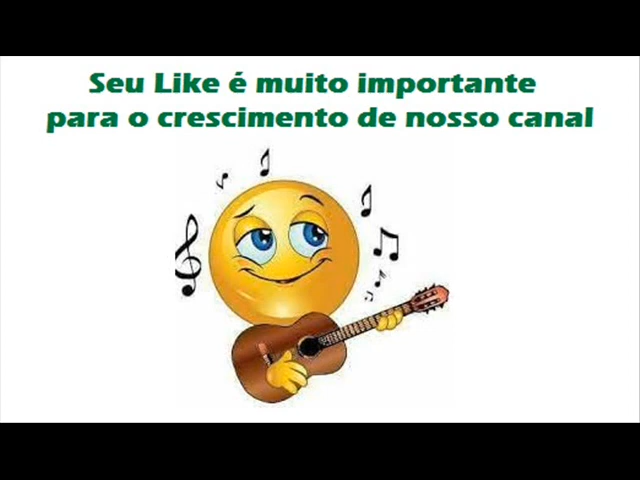 Seu Like é muito importante
para o crescimento de nosso canal